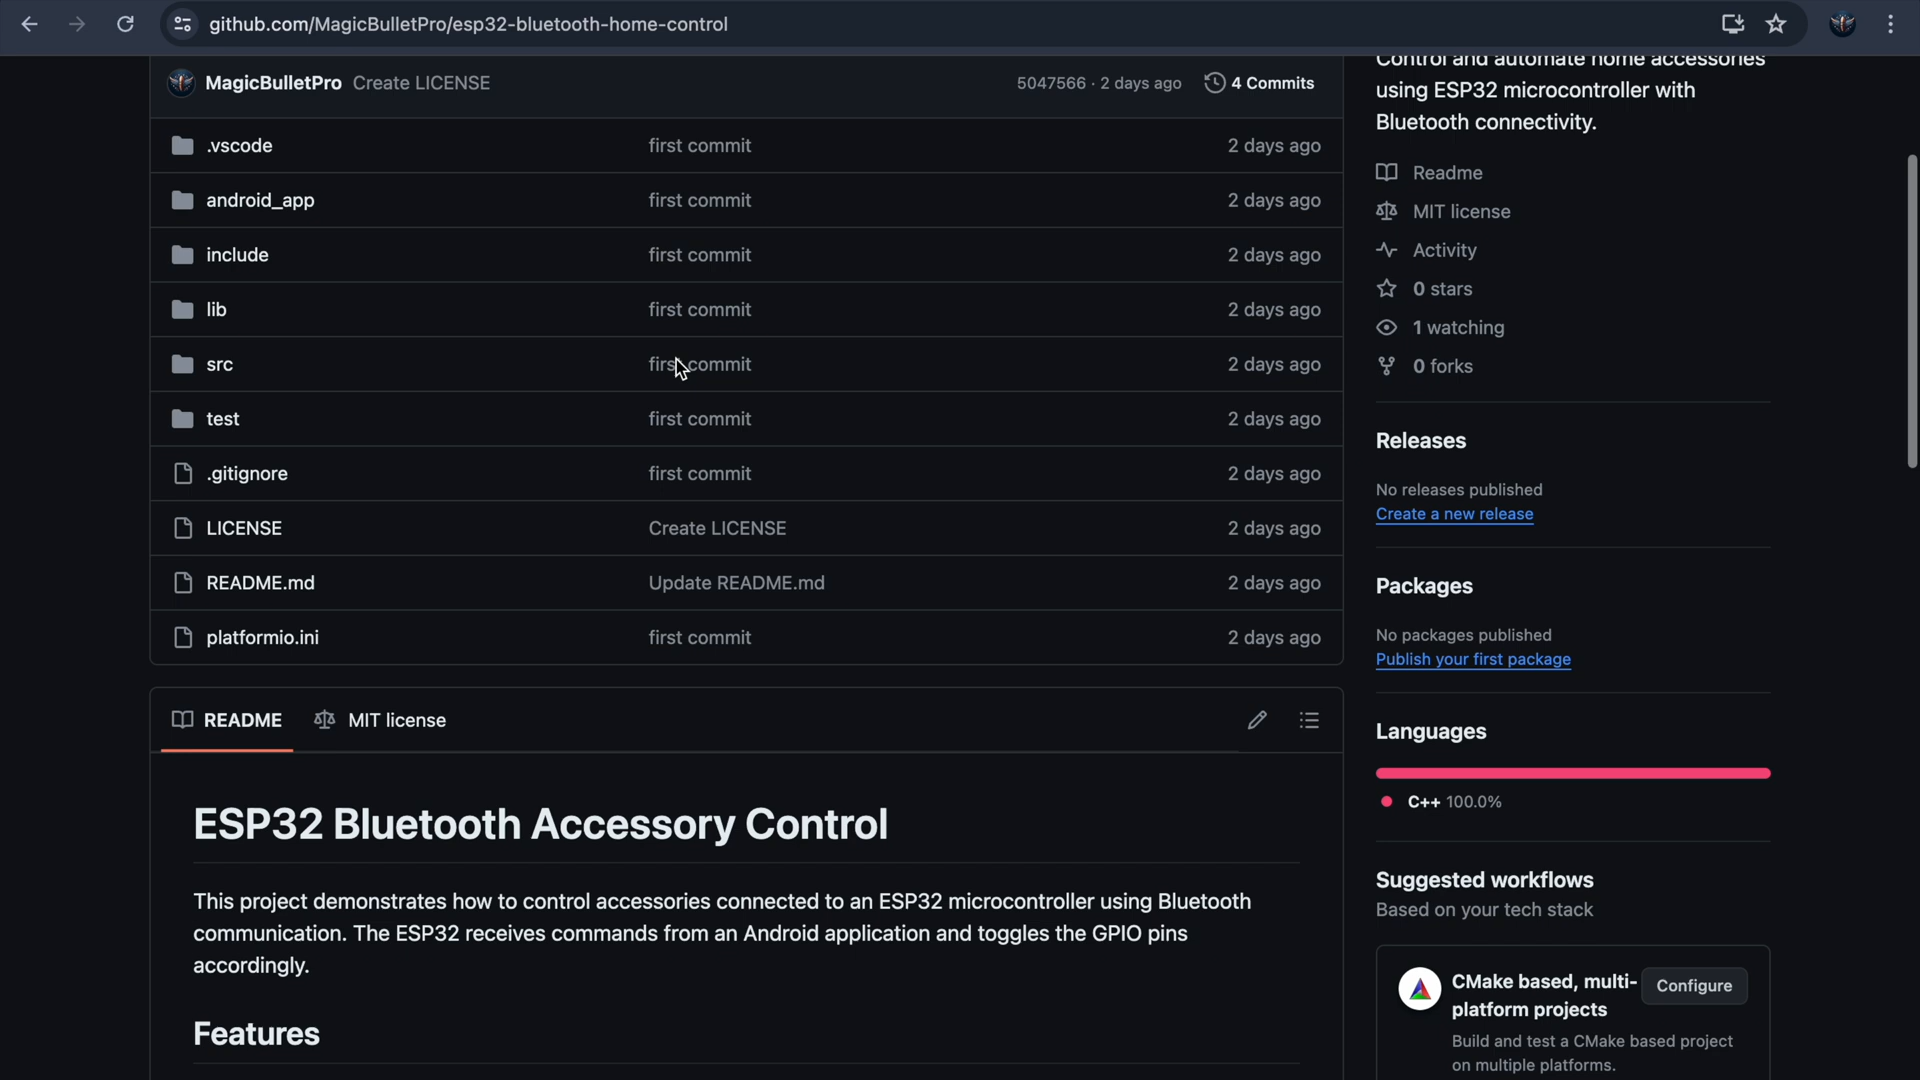 github.com/MagicBulletPro/esp32-bluetooth-home-control
MagicBulletPro Create LICENSE 5047566 · 2 days ago 4 Commits
.vscode first commit 2 days ago
android_app first commit 2 days ago
include first commit 2 days ago
lib first commit 2 days ago
src first commit 2 days ago
test first commit 2 days ago
.gitignore first commit 2 days ago
LICENSE Create LICENSE 2 days ago
README.md Update README.md 2 days ago
platformio.ini first commit 2 days ago
README MIT license
ESP32 Bluetooth Accessory Control
This project demonstrates how to control accessories connected to an ESP32 microcontroller using Bluetooth
communication. The ESP32 receives commands from an Android application and toggles the GPIO pins
accordingly.
Features
Control and automate home accessories
using ESP32 microcontroller with
Bluetooth connectivity.
Readme
MIT license
Activity
0 stars
1 watching
0 forks
Releases
No releases published
Create a new release
Packages
No packages published
Publish your first package
Languages
C++ 100.0%
Suggested workflows
Based on your tech stack
CMake based, multi-
platform projects
Configure
Build and test a CMake based project
on multiple platforms.